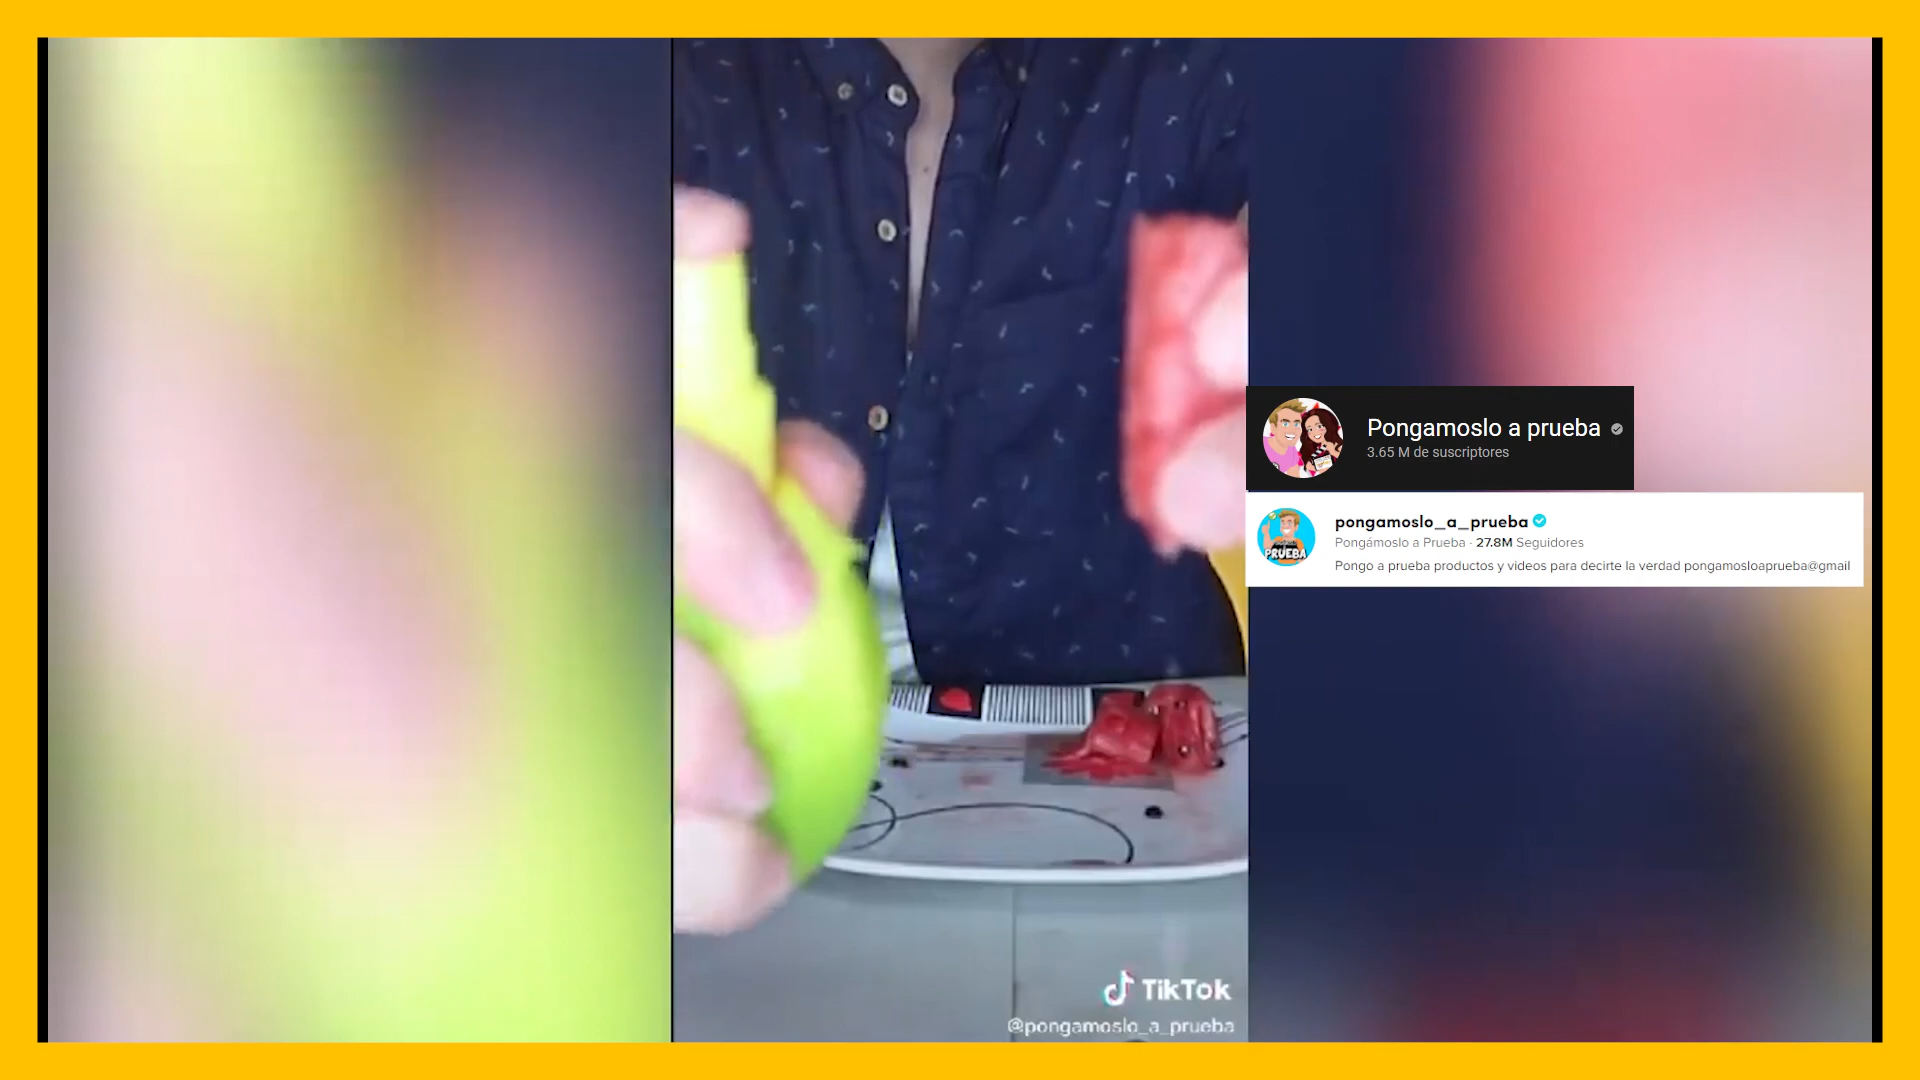 Pongamoslo a prueba
3.65 M de suscriptores
pongamoslo_a_prueba
Pongámoslo a Prueba · 27.8M Seguidores
Pongo a prueba productos y videos para decirte la verdad pongamosloaprueba@gmail
PRUEBA
TikTok
@pongamoslo_a_prueba